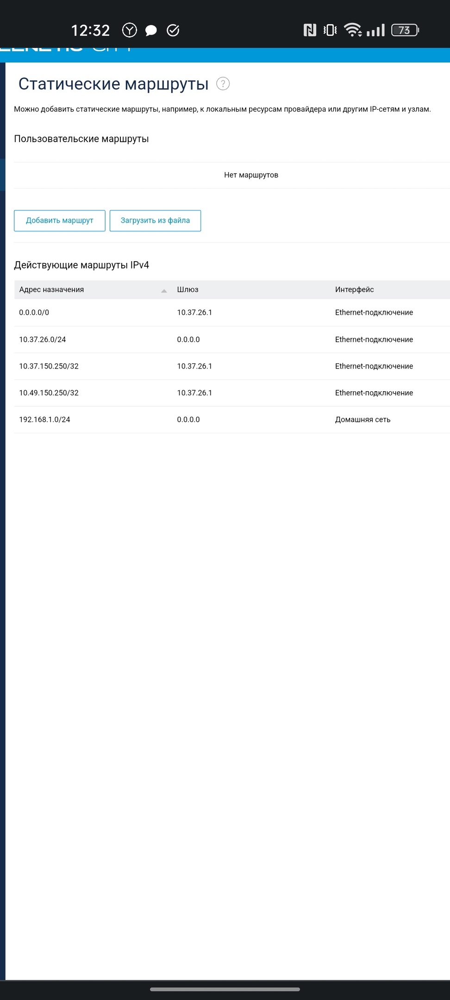 12:32
73
Статические маршруты ?
Можно добавить статические маршруты, например, к локальным ресурсам провайдера или другим IP-сетям и узлам.
Пользовательские маршруты
Нет маршрутов
Добавить маршрут Загрузить из файла
Действующие маршруты IPv4
Адрес назначения Шлюз Интерфейс
0.0.0.0/0 10.37.26.1 Ethernet-подключение
10.37.26.0/24 0.0.0.0 Ethernet-подключение
10.37.150.250/32 10.37.26.1 Ethernet-подключение
10.49.150.250/32 10.37.26.1 Ethernet-подключение
192.168.1.0/24 0.0.0.0 Домашняя сеть